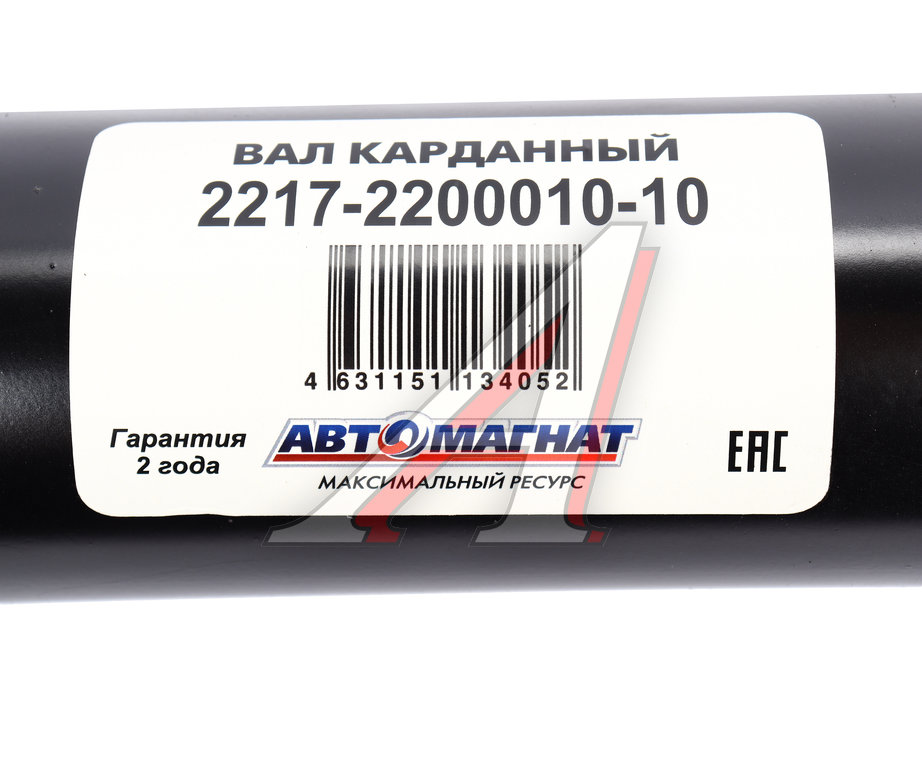 ВАЛ КАРДАННЫЙ
2217-2200010-10
4 631151 134052
Гарантия
2 года
АВТОМАГНАТ
МАКСИМАЛЬНЫЙ РЕСУРС
EAC